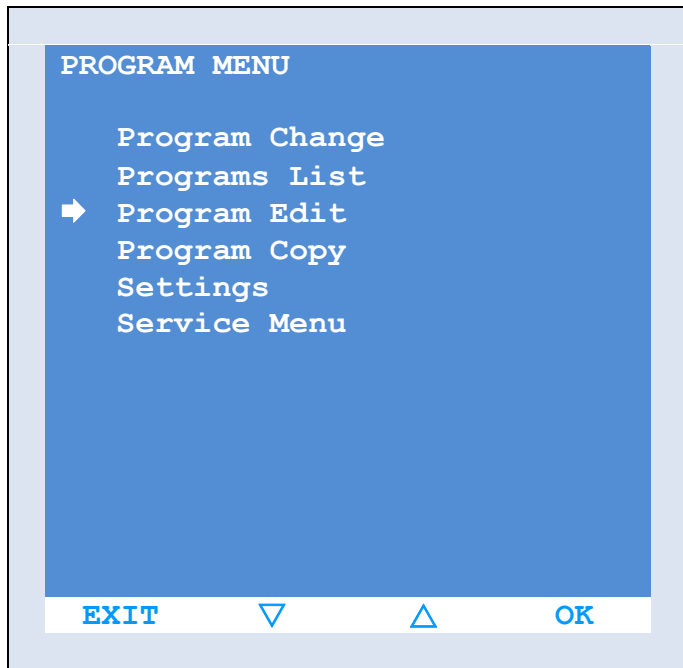 PROGRAM MENU
Program Change
Programs List
Program Edit
Program Copy
Settings
Service Menu
EXIT OK